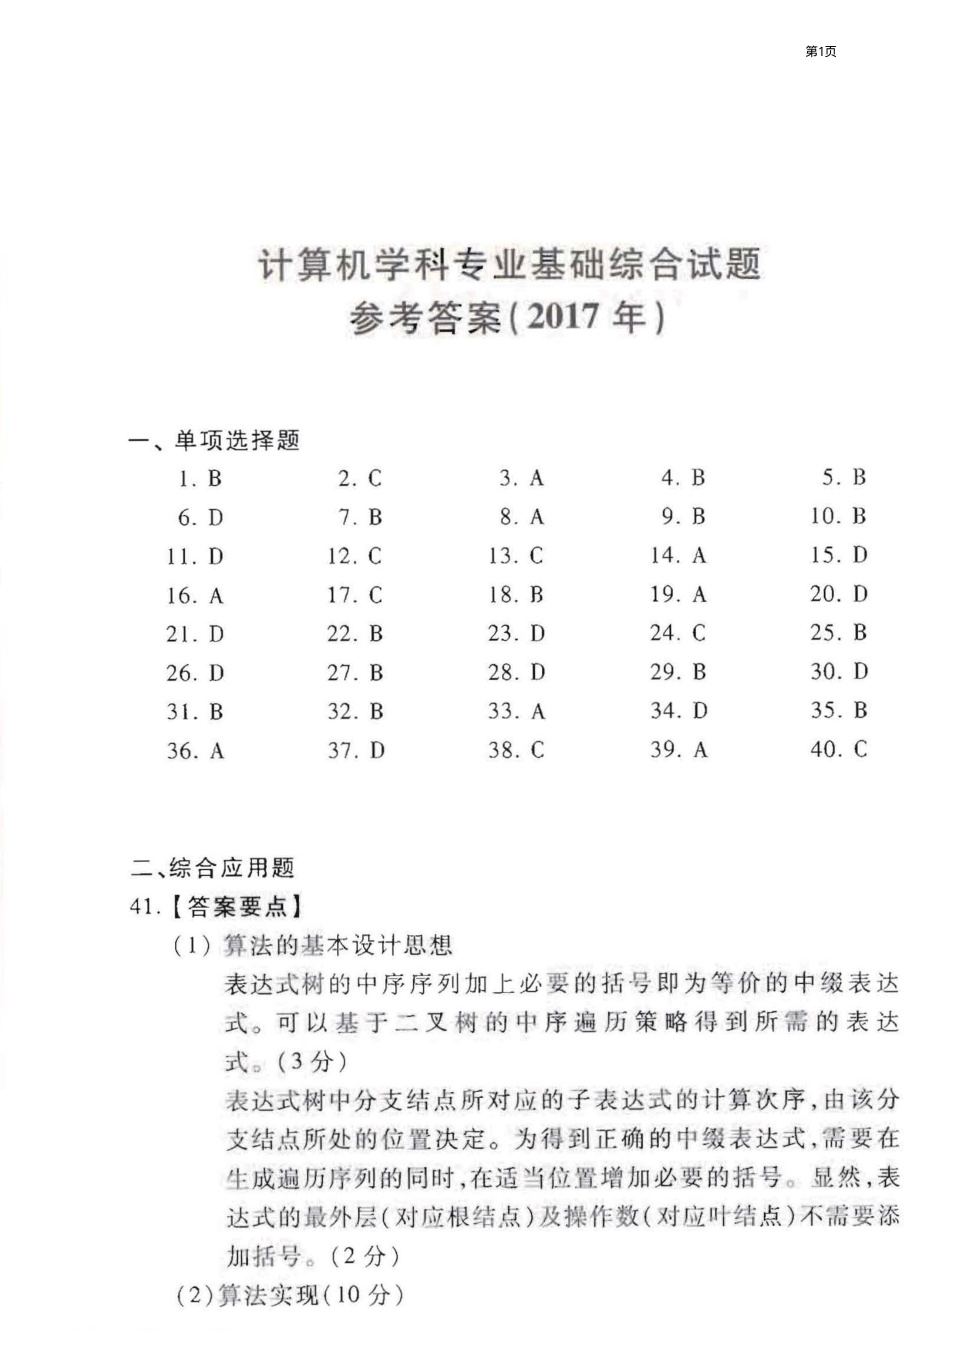 第1页
计算机学科专业基础综合试题
参考答案(2017 年)
一、单项选择题
1. B 2. C 3. A 4. B 5. B
6. D 7. B 8. A 9. B 10. B
11. D 12. C 13. C 14. A 15. D
16. A 17. C 18. B 19. A 20. D
21. D 22. B 23. D 24. C 25. B
26. D 27. B 28. D 29. B 30. D
31. B 32. B 33. A 34. D 35. B
36. A 37. D 38. C 39. A 40. C
二、综合应用题
41.【答案要点】
(1) 算法的基本设计思想
表达式树的中序序列加上必要的括号即为等价的中缀表达
式。可以基于二叉树的中序遍历策略得到所需的表达
式。(3 分)
表达式树中分支结点所对应的子表达式的计算次序,由该分
支结点所处的位置决定。为得到正确的中缀表达式,需要在
生成遍历序列的同时,在适当位置增加必要的括号。显然,表
达式的最外层(对应根结点)及操作数(对应叶结点)不需要添
加括号。(2 分)
(2)算法实现(10 分)